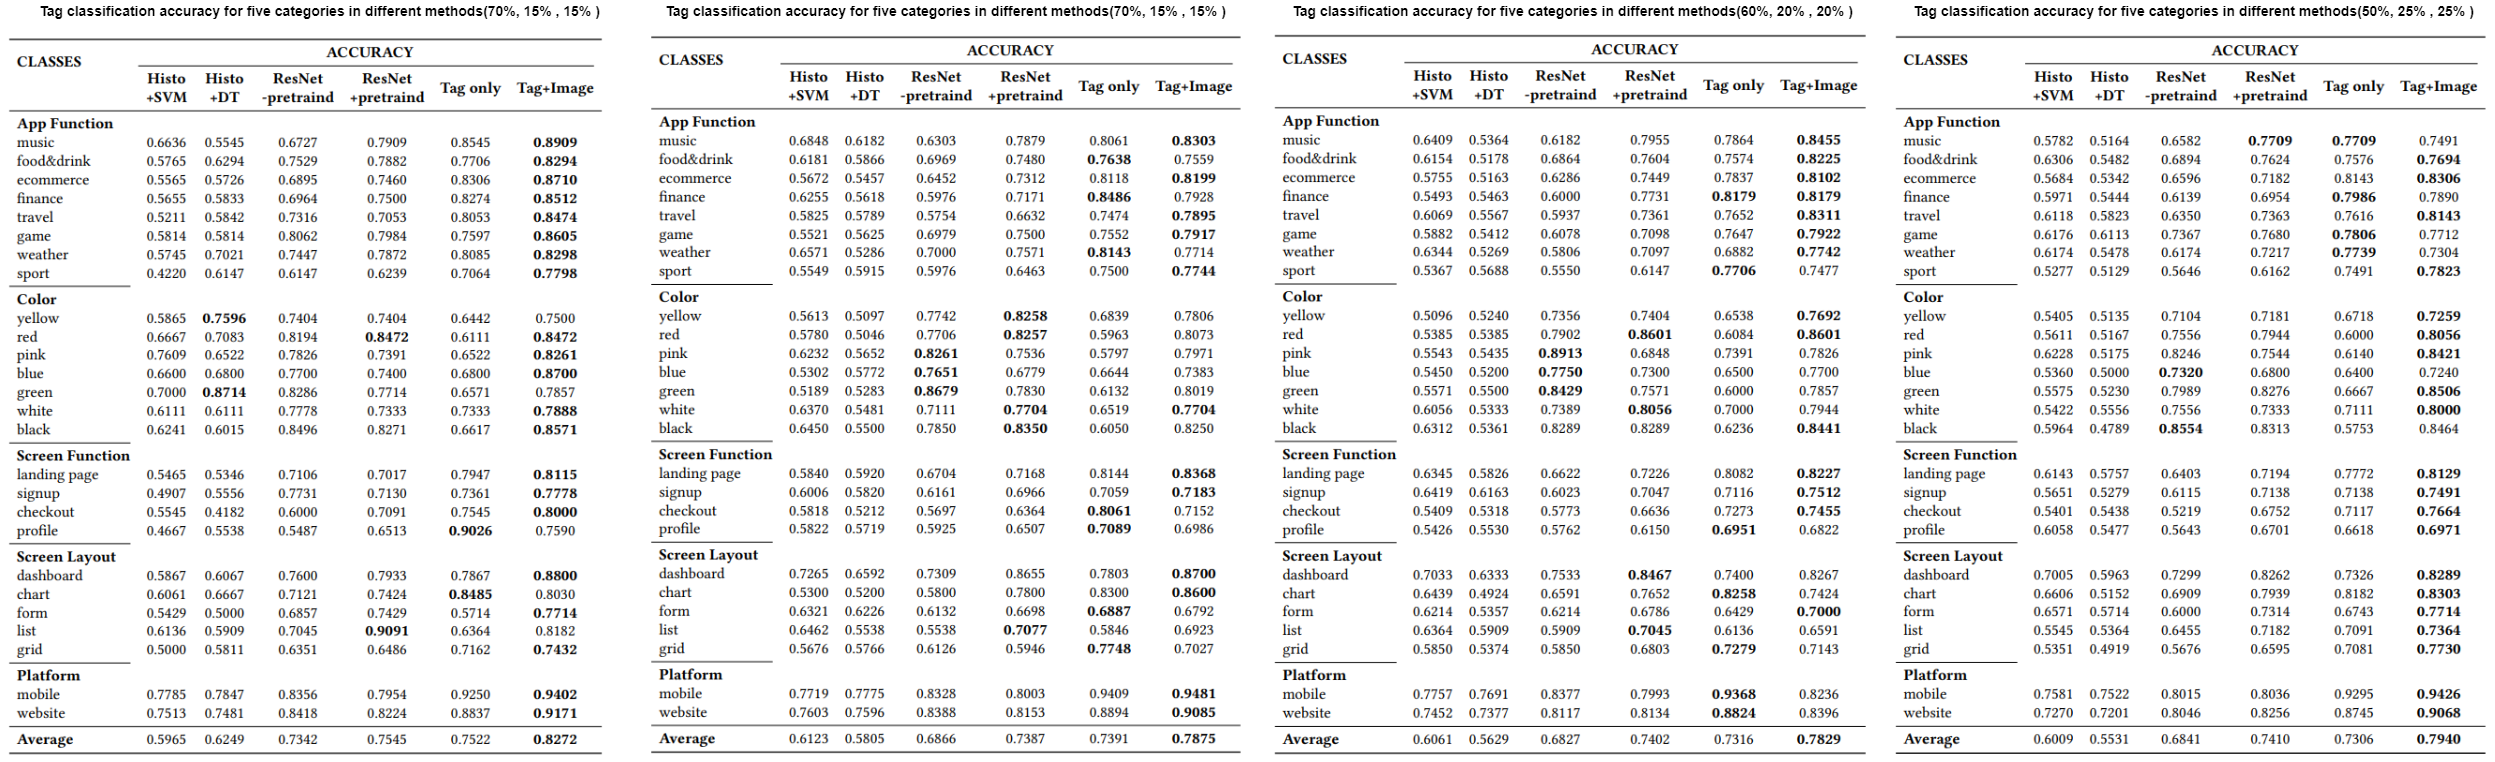 Tag classification accuracy for five categories in different methods(70%, 15% , 15% )
CLASSES ACCURACY
Histo +SVM Histo +DT ResNet -pretraind ResNet +pretraind Tag only Tag+Image
App Function
music 0.6636 0.5545 0.6727 0.7909 0.8545 0.8909
food&drink 0.5765 0.6294 0.7529 0.7882 0.7706 0.8294
ecommerce 0.5565 0.5726 0.6895 0.7460 0.8306 0.8710
finance 0.5655 0.5833 0.6964 0.7500 0.8274 0.8512
travel 0.5211 0.5842 0.7316 0.7053 0.8053 0.8474
game 0.5814 0.5814 0.8062 0.7984 0.7597 0.8605
weather 0.5745 0.7021 0.7447 0.7872 0.8085 0.8298
sport 0.4220 0.6147 0.6147 0.6239 0.7064 0.7798
Color
yellow 0.5865 0.7596 0.7404 0.7404 0.6442 0.7500
red 0.6667 0.7083 0.8194 0.8472 0.6111 0.8472
pink 0.7609 0.6522 0.7826 0.7391 0.6522 0.8261
blue 0.6600 0.6800 0.7700 0.7400 0.6800 0.8700
green 0.7000 0.8714 0.8286 0.7714 0.6571 0.7857
white 0.6111 0.6111 0.7778 0.7333 0.7333 0.7888
black 0.6241 0.6015 0.8496 0.8271 0.6617 0.8571
Screen Function
landing page 0.5465 0.5346 0.7106 0.7017 0.7947 0.8115
signup 0.4907 0.5556 0.7731 0.7130 0.7361 0.7778
checkout 0.5545 0.4182 0.6000 0.7091 0.7545 0.8000
profile 0.4667 0.5538 0.5487 0.6513 0.9026 0.7590
Screen Layout
dashboard 0.5867 0.6067 0.7600 0.7933 0.7867 0.8800
chart 0.6061 0.6667 0.7121 0.7424 0.8485 0.8030
form 0.5429 0.5000 0.6857 0.7429 0.5714 0.7714
list 0.6136 0.5909 0.7045 0.9091 0.6364 0.8182
grid 0.5000 0.5811 0.6351 0.6486 0.7162 0.7432
Platform
mobile 0.7785 0.7847 0.8356 0.7954 0.9250 0.9402
website 0.7513 0.7481 0.8418 0.8224 0.8837 0.9171
Average 0.5965 0.6249 0.7342 0.7545 0.7522 0.8272
Tag classification accuracy for five categories in different methods(70%, 15% , 15% )
CLASSES ACCURACY
Histo +SVM Histo +DT ResNet -pretraind ResNet +pretraind Tag only Tag+Image
App Function
music 0.6848 0.6182 0.6303 0.7879 0.8061 0.8303
food&drink 0.6181 0.5866 0.6969 0.7480 0.7638 0.7559
ecommerce 0.5672 0.5457 0.6452 0.7312 0.8118 0.8199
finance 0.6255 0.5618 0.5976 0.7171 0.8486 0.7928
travel 0.5825 0.5789 0.5754 0.6632 0.7474 0.7895
game 0.5521 0.5625 0.6979 0.7500 0.7552 0.7917
weather 0.6571 0.5286 0.7000 0.7571 0.8143 0.7714
sport 0.5549 0.5915 0.5976 0.6463 0.7500 0.7744
Color
yellow 0.5613 0.5097 0.7742 0.8258 0.6839 0.7806
red 0.5780 0.5046 0.7706 0.8257 0.5963 0.8073
pink 0.6232 0.5652 0.8261 0.7536 0.5797 0.7971
blue 0.5302 0.5772 0.7651 0.6779 0.6644 0.7383
green 0.5189 0.5283 0.8679 0.7830 0.6132 0.8019
white 0.6370 0.5481 0.7111 0.7704 0.6519 0.7704
black 0.6450 0.5500 0.7850 0.8350 0.6050 0.8250
Screen Function
landing page 0.5840 0.5920 0.6704 0.7168 0.8144 0.8368
signup 0.6006 0.5820 0.6161 0.6966 0.7059 0.7183
checkout 0.5818 0.5212 0.5697 0.6364 0.8061 0.7152
profile 0.5822 0.5719 0.5925 0.6507 0.7089 0.6986
Screen Layout
dashboard 0.7265 0.6592 0.7309 0.8655 0.7803 0.8700
chart 0.5300 0.5200 0.5800 0.7800 0.8300 0.8600
form 0.6321 0.6226 0.6132 0.6698 0.6887 0.6792
list 0.6462 0.5538 0.5538 0.7077 0.5846 0.6923
grid 0.5676 0.5766 0.6126 0.5946 0.7748 0.7027
Platform
mobile 0.7719 0.7775 0.8328 0.8003 0.9409 0.9481
website 0.7603 0.7596 0.8388 0.8153 0.8894 0.9085
Average 0.6123 0.5805 0.6866 0.7387 0.7391 0.7875
Tag classification accuracy for five categories in different methods(60%, 20% , 20% )
CLASSES ACCURACY
Histo +SVM Histo +DT ResNet -pretraind ResNet +pretraind Tag only Tag+Image
App Function
music 0.6409 0.5364 0.6182 0.7955 0.7864 0.8455
food&drink 0.6154 0.5178 0.6864 0.7604 0.7574 0.8225
ecommerce 0.5755 0.5163 0.6286 0.7449 0.7837 0.8102
finance 0.5493 0.5463 0.6000 0.7731 0.8179 0.8179
travel 0.6069 0.5567 0.5937 0.7361 0.7652 0.8311
game 0.5882 0.5412 0.6078 0.7098 0.7647 0.7922
weather 0.6344 0.5269 0.5806 0.7097 0.6882 0.7742
sport 0.5367 0.5688 0.5550 0.6147 0.7706 0.7477
Color
yellow 0.5096 0.5240 0.7356 0.7404 0.6538 0.7692
red 0.5385 0.5385 0.7902 0.8601 0.6084 0.8601
pink 0.5543 0.5435 0.8913 0.6848 0.7391 0.7826
blue 0.5450 0.5200 0.7750 0.7300 0.6500 0.7700
green 0.5571 0.5500 0.8429 0.7571 0.6000 0.7857
white 0.6056 0.5333 0.7389 0.8056 0.7000 0.7944
black 0.6312 0.5361 0.8289 0.8289 0.6236 0.8441
Screen Function
landing page 0.6345 0.5826 0.6622 0.7226 0.8082 0.8227
signup 0.6419 0.6163 0.6023 0.7047 0.7116 0.7512
checkout 0.5409 0.5318 0.5773 0.6636 0.7273 0.7455
profile 0.5426 0.5530 0.5762 0.6150 0.6951 0.6822
Screen Layout
dashboard 0.7033 0.6333 0.7533 0.8467 0.7400 0.8267
chart 0.6439 0.4924 0.6591 0.7652 0.8258 0.7424
form 0.6214 0.5357 0.6214 0.6786 0.6429 0.7000
list 0.6364 0.5909 0.5909 0.7045 0.6136 0.6591
grid 0.5850 0.5374 0.5850 0.6803 0.7279 0.7143
Platform
mobile 0.7757 0.7691 0.8377 0.7993 0.9368 0.8236
website 0.7452 0.7377 0.8117 0.8134 0.8824 0.8396
Average 0.6061 0.5629 0.6827 0.7402 0.7316 0.7829
Tag classification accuracy for five categories in different methods(50%, 25% , 25% )
CLASSES ACCURACY
Histo +SVM Histo +DT ResNet -pretraind ResNet +pretraind Tag only Tag+Image
App Function
music 0.5782 0.5164 0.6582 0.7709 0.7709 0.7491
food&drink 0.6306 0.5482 0.6894 0.7624 0.7576 0.7694
ecommerce 0.5684 0.5342 0.6596 0.7182 0.8143 0.8306
finance 0.5971 0.5444 0.6139 0.6954 0.7986 0.7890
travel 0.6118 0.5823 0.6350 0.7363 0.7616 0.8143
game 0.6176 0.6113 0.7367 0.7680 0.7806 0.7712
weather 0.6174 0.5478 0.6174 0.7217 0.7739 0.7304
sport 0.5277 0.5129 0.5646 0.6162 0.7491 0.7823
Color
yellow 0.5405 0.5135 0.7104 0.7181 0.6718 0.7259
red 0.5611 0.5167 0.7556 0.7944 0.6000 0.8056
pink 0.6228 0.5175 0.8246 0.7544 0.6140 0.8421
blue 0.5360 0.5000 0.7320 0.6800 0.6400 0.7240
green 0.5575 0.5230 0.7989 0.8276 0.6667 0.8506
white 0.5422 0.5556 0.7556 0.7333 0.7111 0.8000
black 0.5964 0.4789 0.8554 0.8313 0.5753 0.8464
Screen Function
landing page 0.6143 0.5757 0.6403 0.7194 0.7772 0.8129
signup 0.5651 0.5279 0.6115 0.7138 0.7138 0.7491
checkout 0.5401 0.5438 0.5219 0.6752 0.7117 0.7664
profile 0.6058 0.5477 0.5643 0.6701 0.6618 0.6971
Screen Layout
dashboard 0.7005 0.5963 0.7299 0.8262 0.7326 0.8289
chart 0.6606 0.5152 0.6909 0.7939 0.8182 0.8303
form 0.6571 0.5714 0.6000 0.7314 0.6743 0.7714
list 0.5545 0.5364 0.6455 0.7182 0.7091 0.7364
grid 0.5351 0.4919 0.5676 0.6595 0.7081 0.7730
Platform
mobile 0.7581 0.7522 0.8015 0.8036 0.9295 0.9426
website 0.7270 0.7201 0.8046 0.8256 0.8745 0.9068
Average 0.6009 0.5531 0.6841 0.7410 0.7306 0.7940